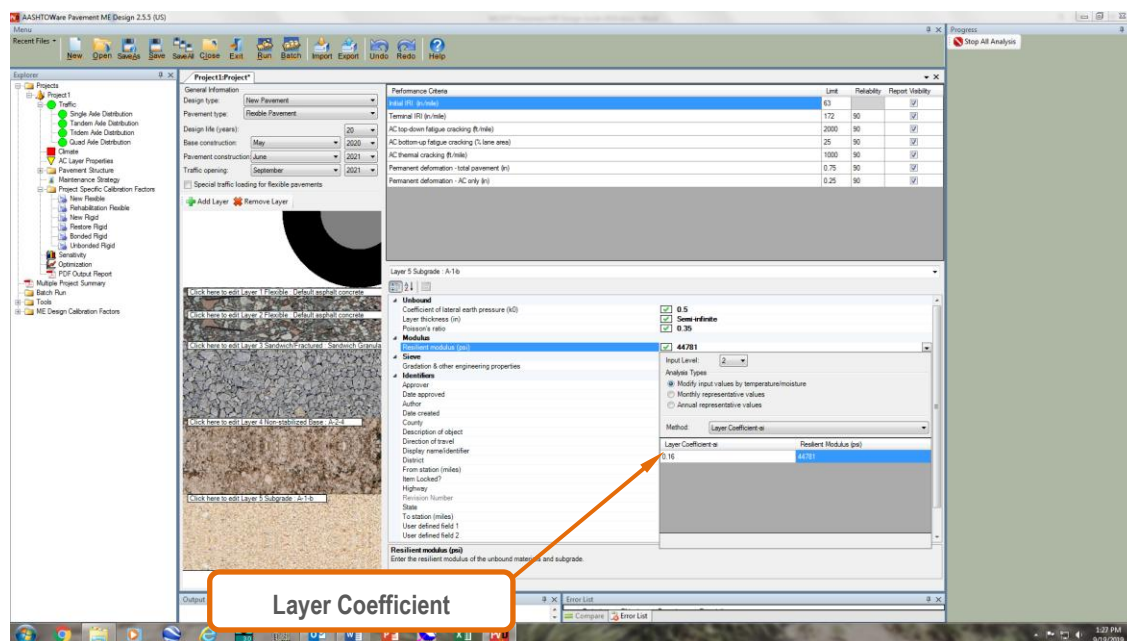 AASHTOWare Pavement ME Design 2.5.5 (US)
Menu
Recent Files
New Open SaveAs Save SaveAll Close Exit Run Batch Import Export Undo Redo Help
Progress
Stop All Analysis
Explorer
Projects
Project1
Traffic
Single Axle Distribution
Tandem Axle Distribution
Tridem Axle Distribution
Quad Axle Distribution
Climate
AC Layer Properties
Pavement Structure
Maintenance Strategy
Project Specific Calibration Factors
New Flexible
Rehabilitation Flexible
New Rigid
Restore Rigid
Bonded Rigid
Unbonded Rigid
Sensitivity
Optimization
PDF Output Report
Multiple Project Summary
Batch Run
Tools
ME Design Calibration Factors
Project1:Project*
General Information
Design type: New Pavement
Pavement type: Flexible Pavement
Design life (years): 20
Base construction: May 2020
Pavement construction: June 2021
Traffic opening: September 2021
Special traffic loading for flexible pavements
Add Layer Remove Layer
Click here to edit Layer 1 Flexible : Default asphalt concrete
Click here to edit Layer 2 Flexible : Default asphalt concrete
Click here to edit Layer 3 Sandwich/Fractured : Sandwich Granula
Click here to edit Layer 4 Non-stabilized Base : A-2-4
Click here to edit Layer 5 Subgrade : A-1-b
Performance Criteria Limit Reliability Report Visibility
Initial IRI (in/mile) 63
Terminal IRI (in/mile) 172 90
AC top-down fatigue cracking (ft/mile) 2000 90
AC bottom-up fatigue cracking (% lane area) 25 90
AC thermal cracking (ft/mile) 1000 90
Permanent deformation - total pavement (in) 0.75 90
Permanent deformation - AC only (in) 0.25 90
Layer 5 Subgrade : A-1-b
Unbound
Coefficient of lateral earth pressure (k0) 0.5
Layer thickness (in) Semi-infinite
Poisson's ratio 0.35
Modulus
Resilient modulus (psi) 44781
Sieve
Gradation & other engineering properties
Identifiers
Approver
Date approved
Author
Date created
County
Description of object
Direction of travel
Display name/identifier
District
From station (miles)
Item Locked?
Highway
Revision Number
State
To station (miles)
User defined field 1
User defined field 2
Input Level: 2
Analysis Types
Modify input values by temperature/moisture
Monthly representative values
Annual representative values
Method: Layer Coefficient-ai
Layer Coefficient-ai Resilient Modulus (psi)
0.16 44781
Resilient modulus (psi)
Enter the resilient modulus of the unbound materials and subgrade.
Layer Coefficient
Output
Error List
Compare Error List
1:27 PM
9/19/2019